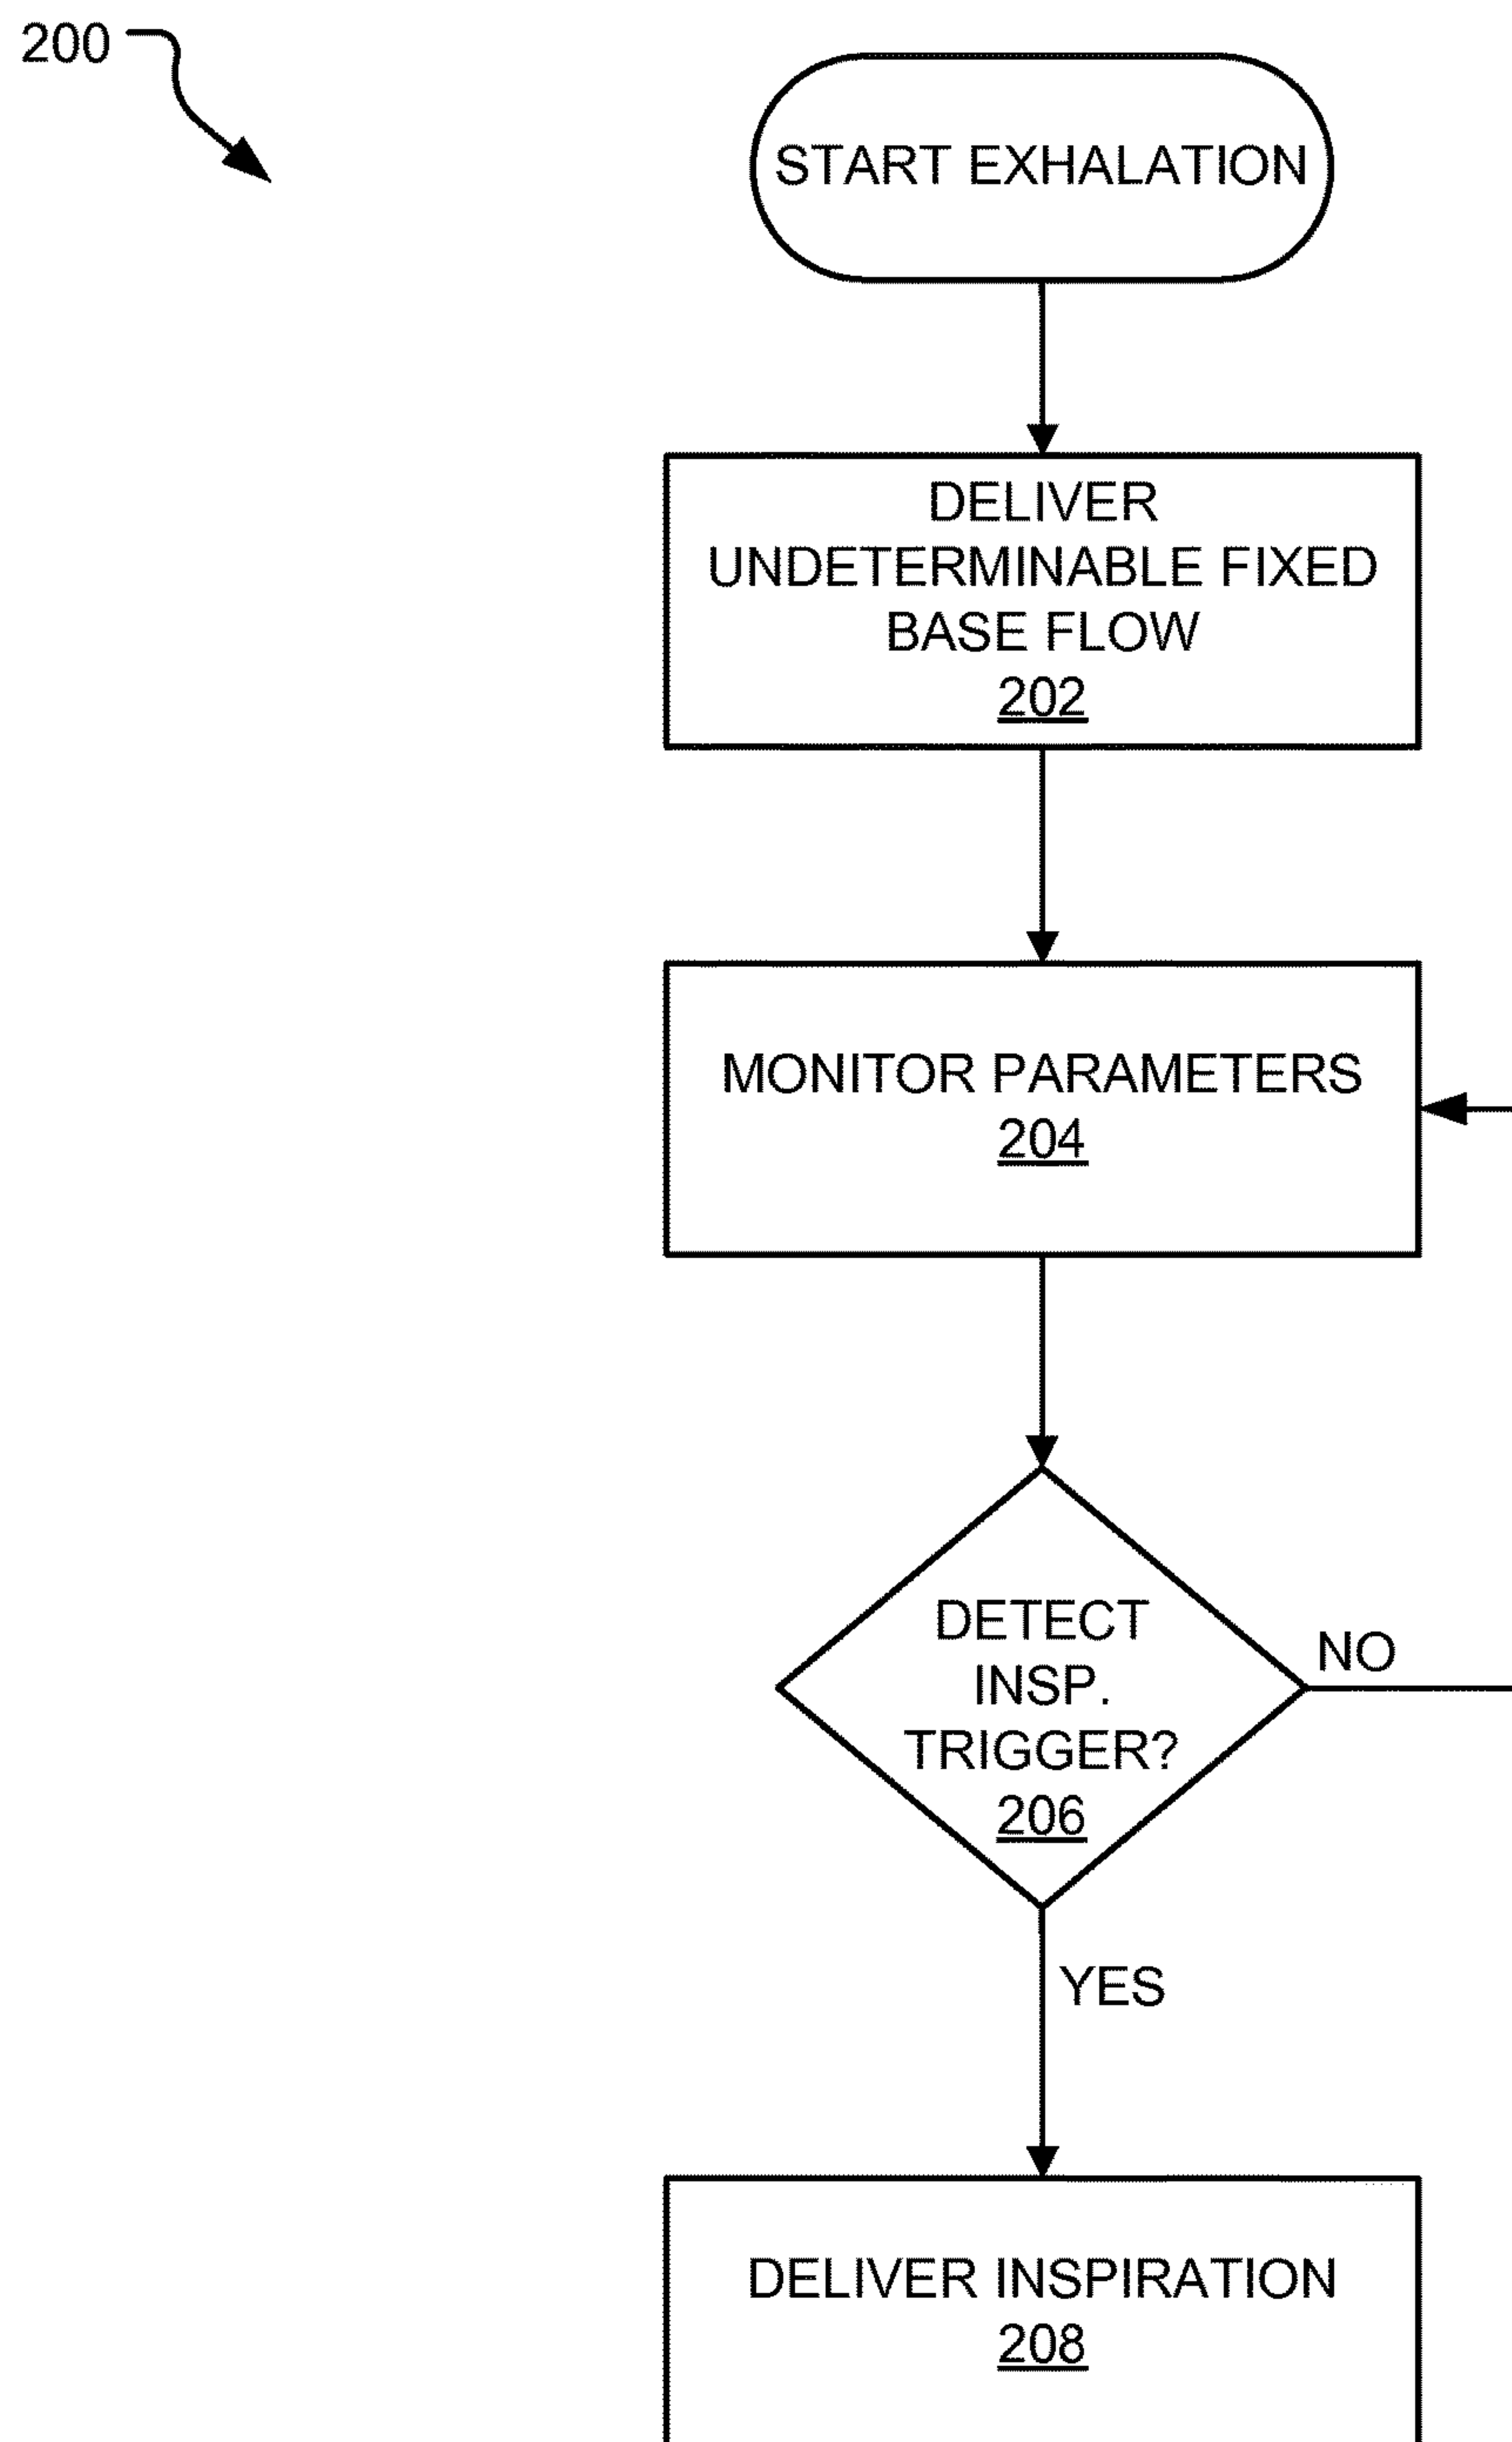 200
START EXHALATION
DELIVER
UNDETERMINABLE FIXED
BASE FLOW
202
MONITOR PARAMETERS
204
DETECT
INSP.
TRIGGER?
206
NO
YES
DELIVER INSPIRATION
208